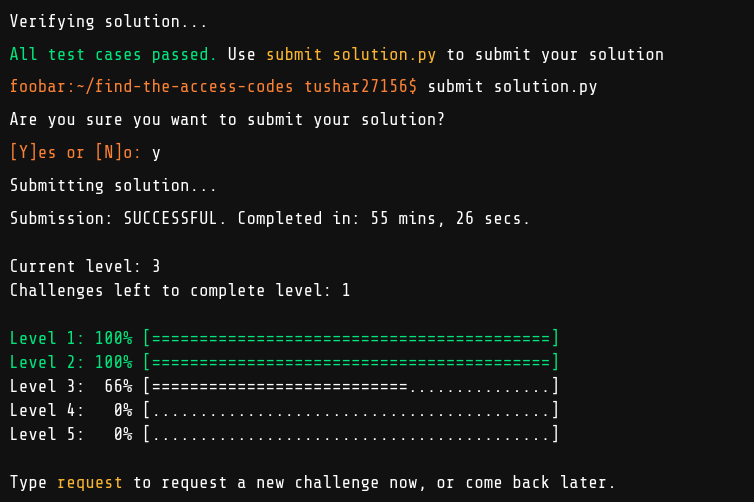 Verifying solution...
All test cases passed. Use submit solution.py to submit your solution
foobar:~/find-the-access-codes tushar27156$ submit solution.py
Are you sure you want to submit your solution?
[Y]es or [N]o: y
Submitting solution...
Submission: SUCCESSFUL. Completed in: 55 mins, 26 secs.
Current level: 3
Challenges left to complete level: 1
Level 1: 100% [==========================================]
Level 2: 100% [==========================================]
Level 3:  66% [===========================...............]
Level 4:   0% [..........................................]
Level 5:   0% [..........................................]
Type request to request a new challenge now, or come back later.